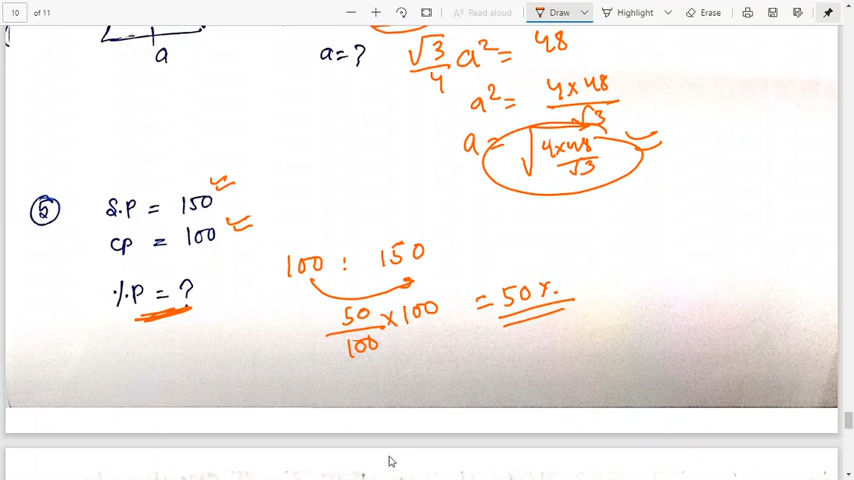 10 of 11 Read aloud Draw Highlight Erase
a
a = ?
√3/4 a² = 48
a² = 4×48/√3
a = √(4×48/√3)
5 S.P = 150
CP = 100
100 : 150
%P = ?
50/100 × 100 = 50%.